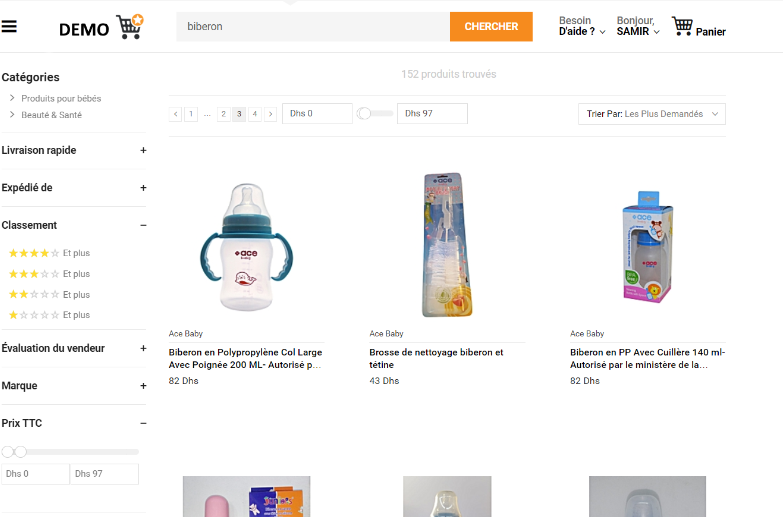 DEMO
biberon
CHERCHER
Besoin
D'aide ?
Bonjour,
SAMIR
Panier
Catégories
Produits pour bébés
Beauté & Santé
Livraison rapide +
Expédié de +
Classement −
Et plus
Et plus
Et plus
Et plus
Évaluation du vendeur +
Marque +
Prix TTC −
Dhs 0 Dhs 97
152 produits trouvés
1 ... 2 3 4
Dhs 0
Dhs 97
Trier Par: Les Plus Demandés
ace
ace
ace
ace
Ace Baby
Biberon en Polypropylène Col Large
Avec Poignée 200 ML- Autorisé p...
82 Dhs
Ace Baby
Brosse de nettoyage biberon et
tétine
43 Dhs
Ace Baby
Biberon en PP Avec Cuillère 140 ml-
Autorisé par le ministère de la...
82 Dhs